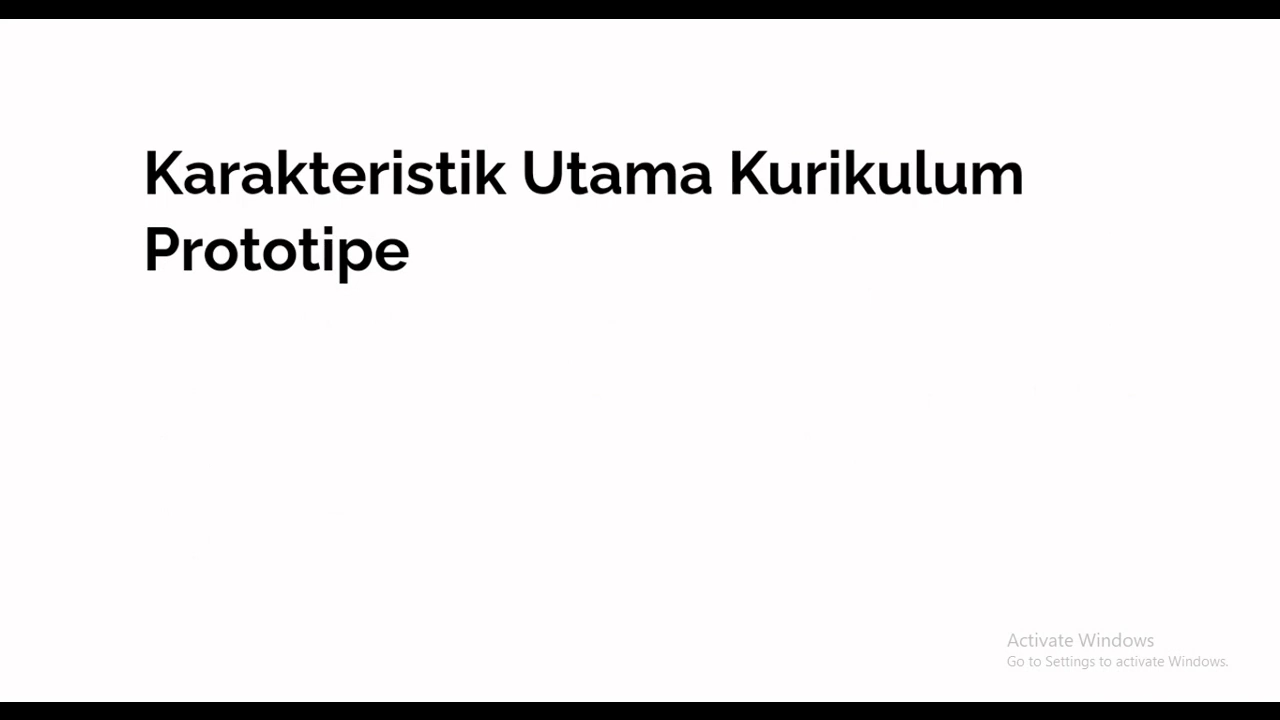 Karakteristik Utama Kurikulum
Prototipe
Activate Windows
Go to Settings to activate Windows.